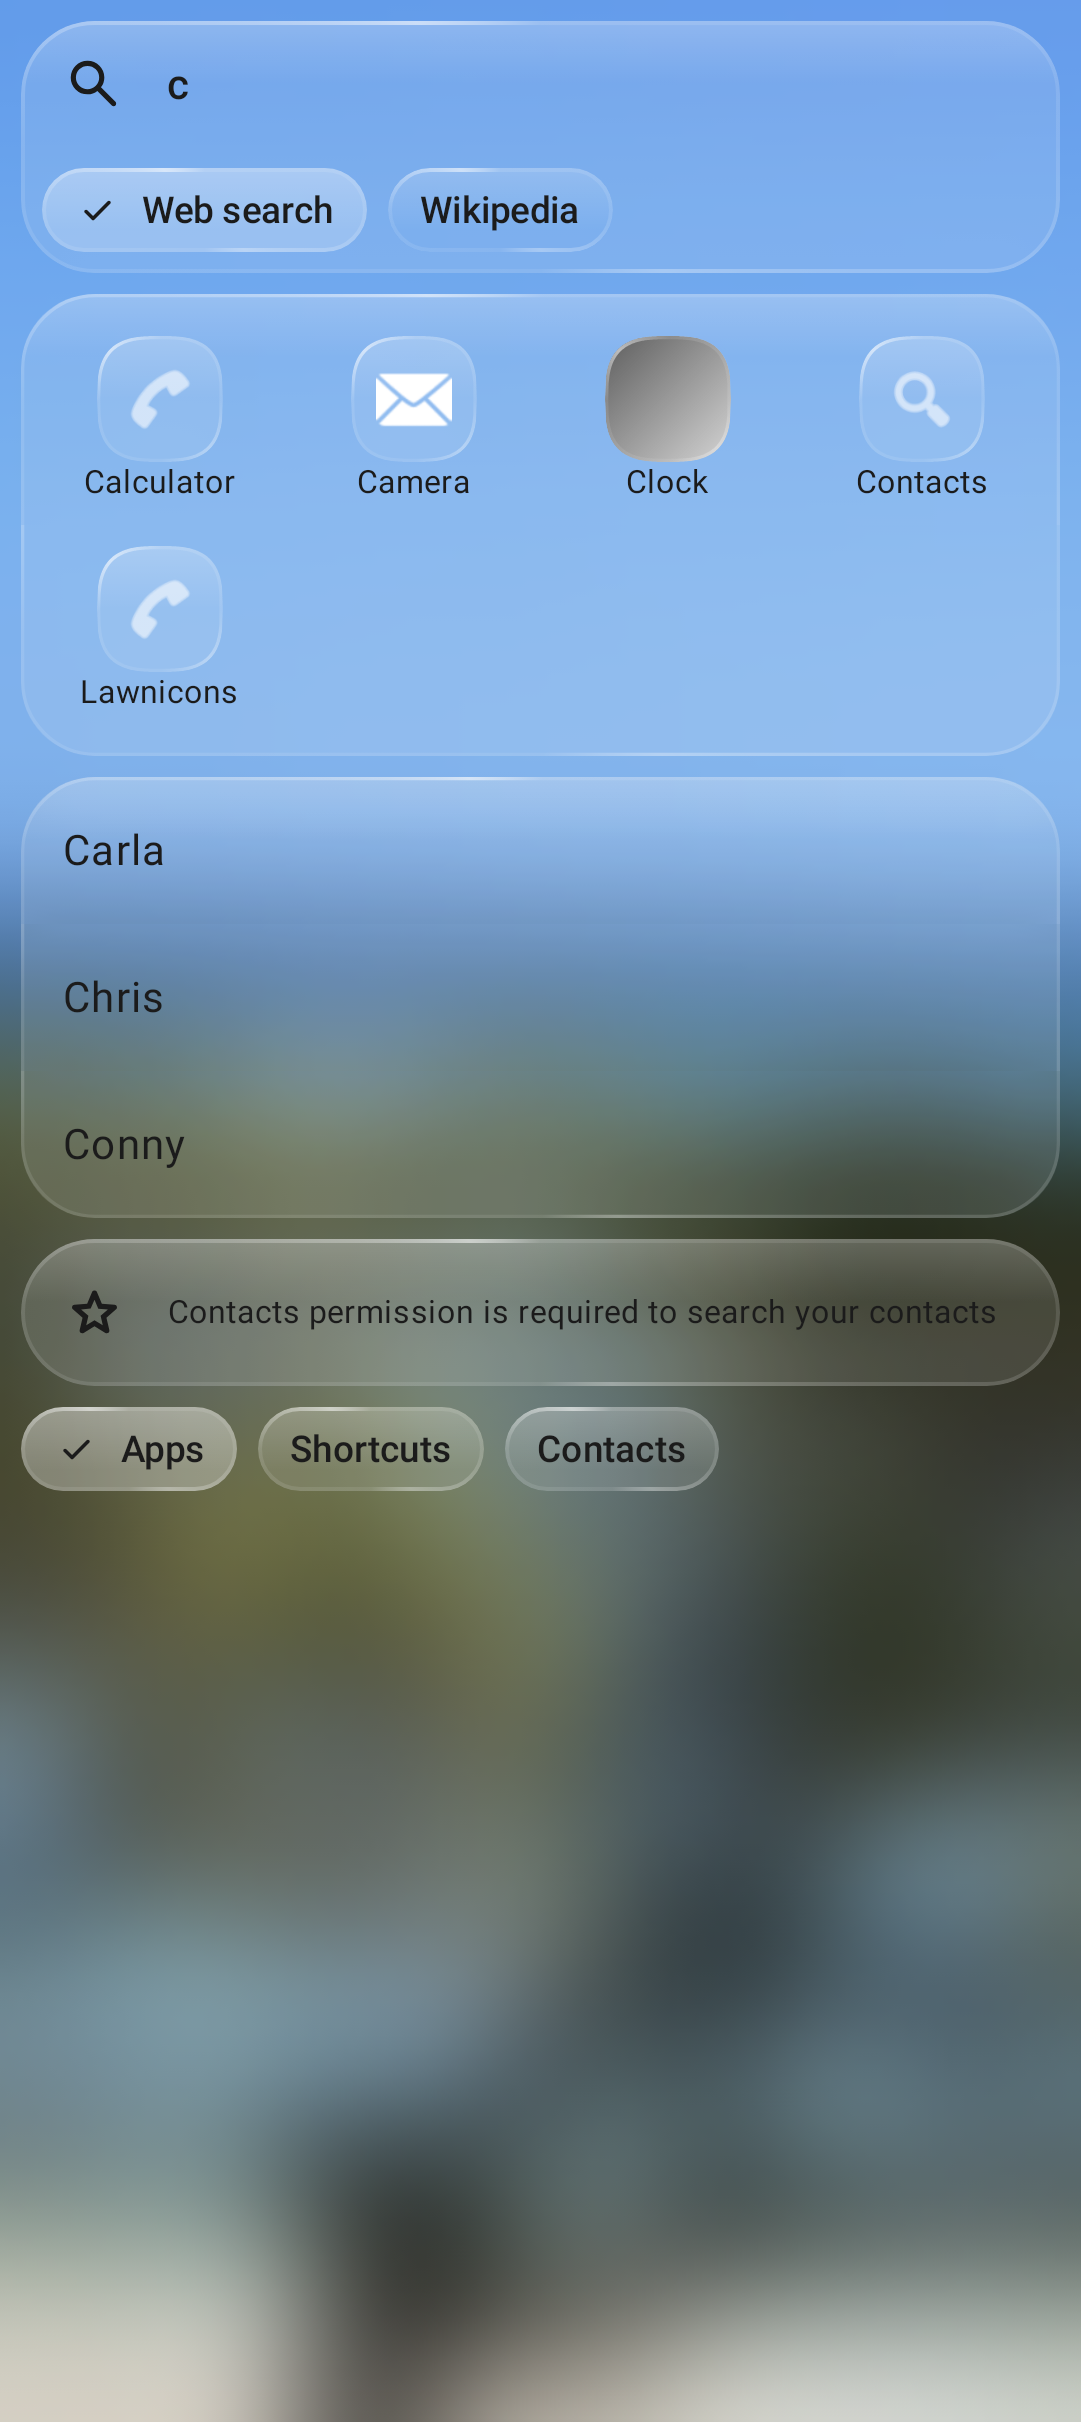 c
Web search
Wikipedia
Calculator
Camera
Clock
Contacts
Lawnicons
Carla
Chris
Conny
Contacts permission is required to search your contacts
Apps
Shortcuts
Contacts